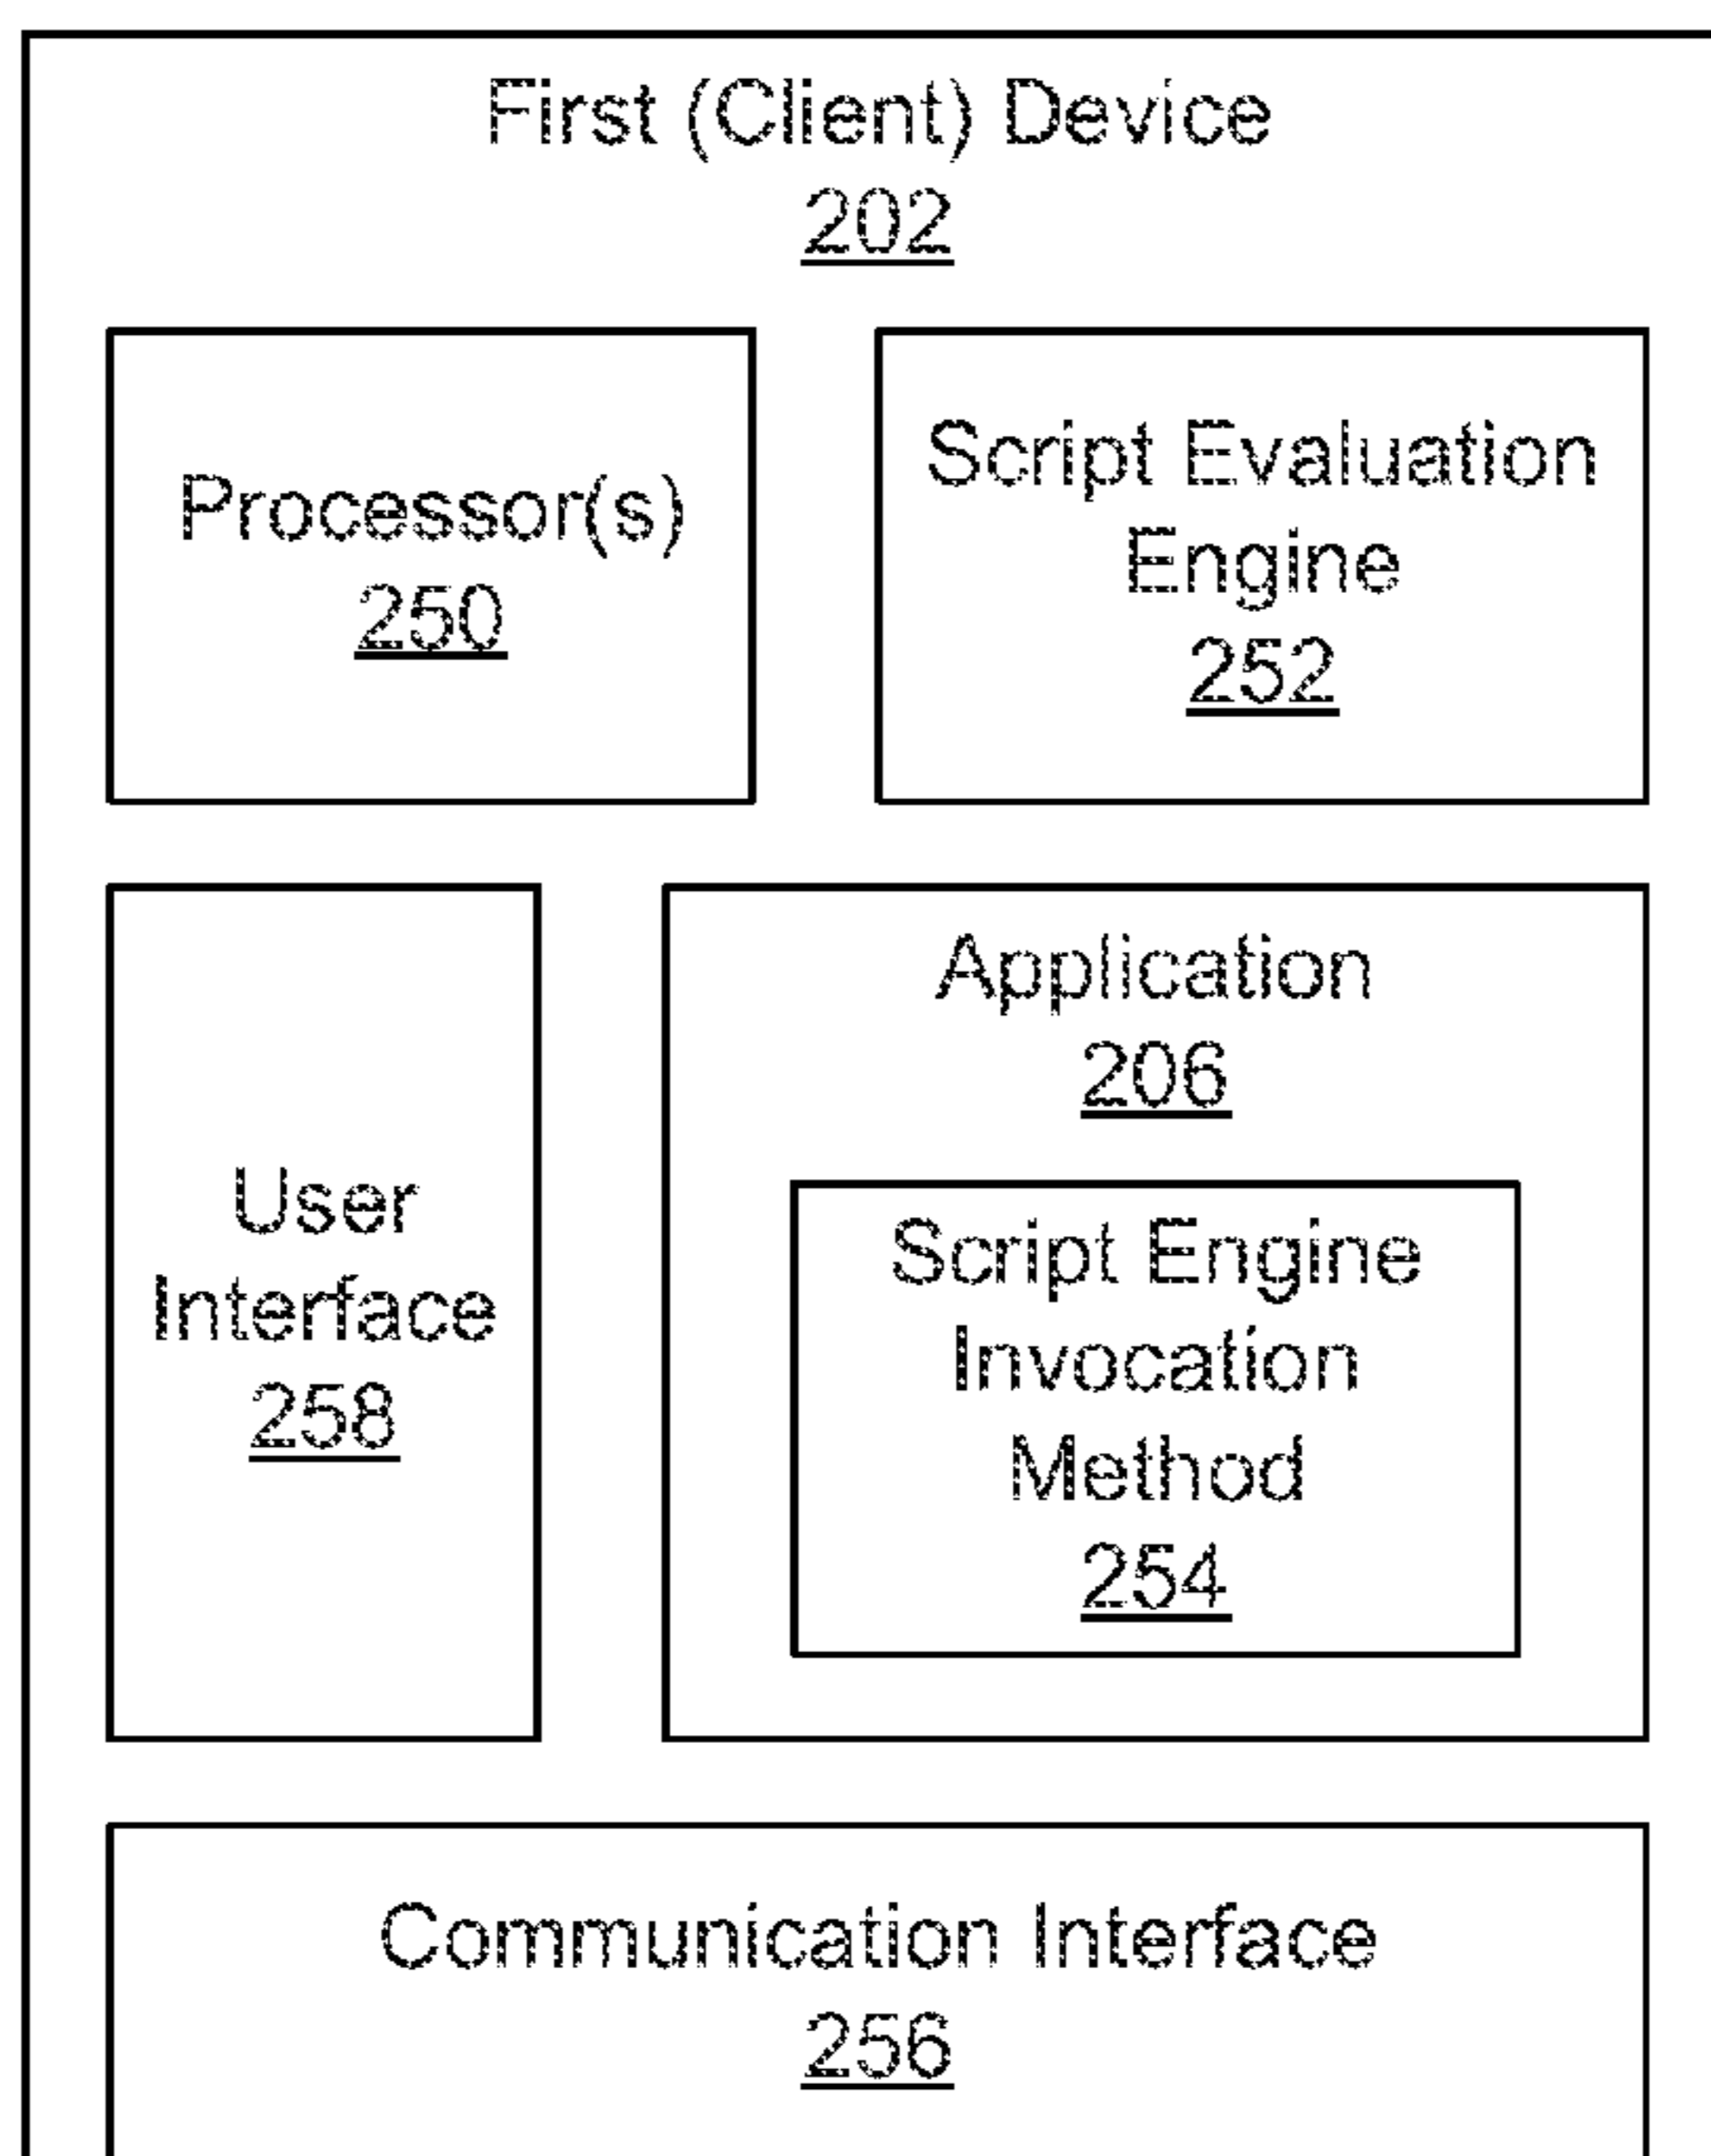 First (Client) Device
202
Processor(s)
250
Script Evaluation
Engine
252
User
Interface
258
Application
206
Script Engine
Invocation
Method
254
Communication Interface
256